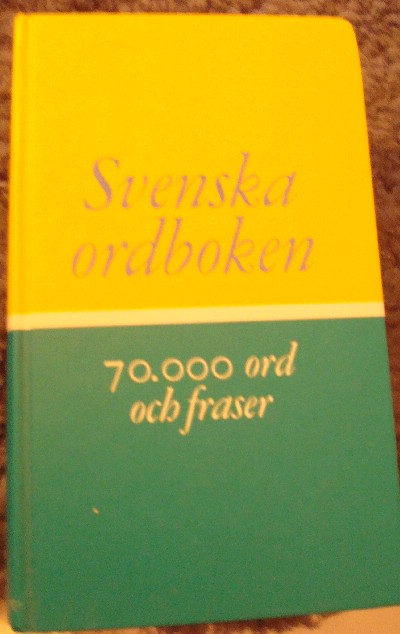 Svenska
ordboken
70.000 ord
och fraser